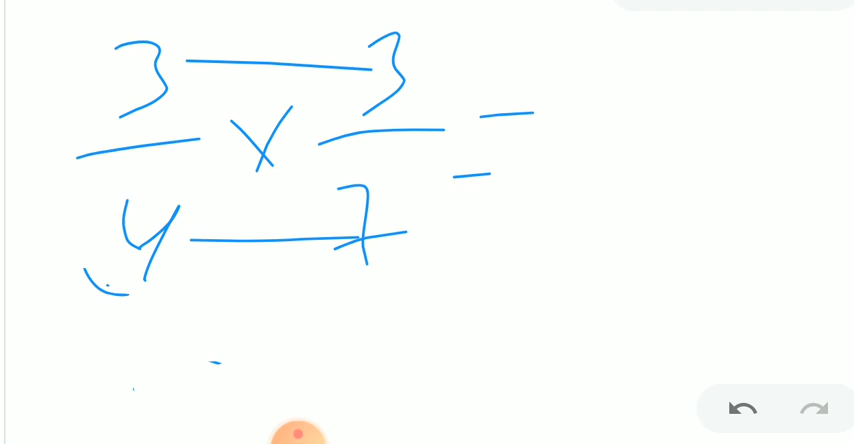 3/4 × 3/7 =